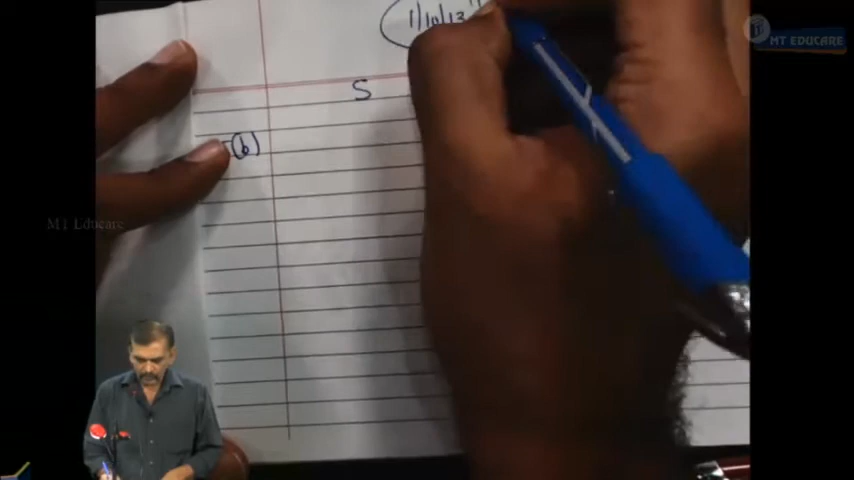 1/10/13
MT EDUCARE
S
(b)
MT Educare